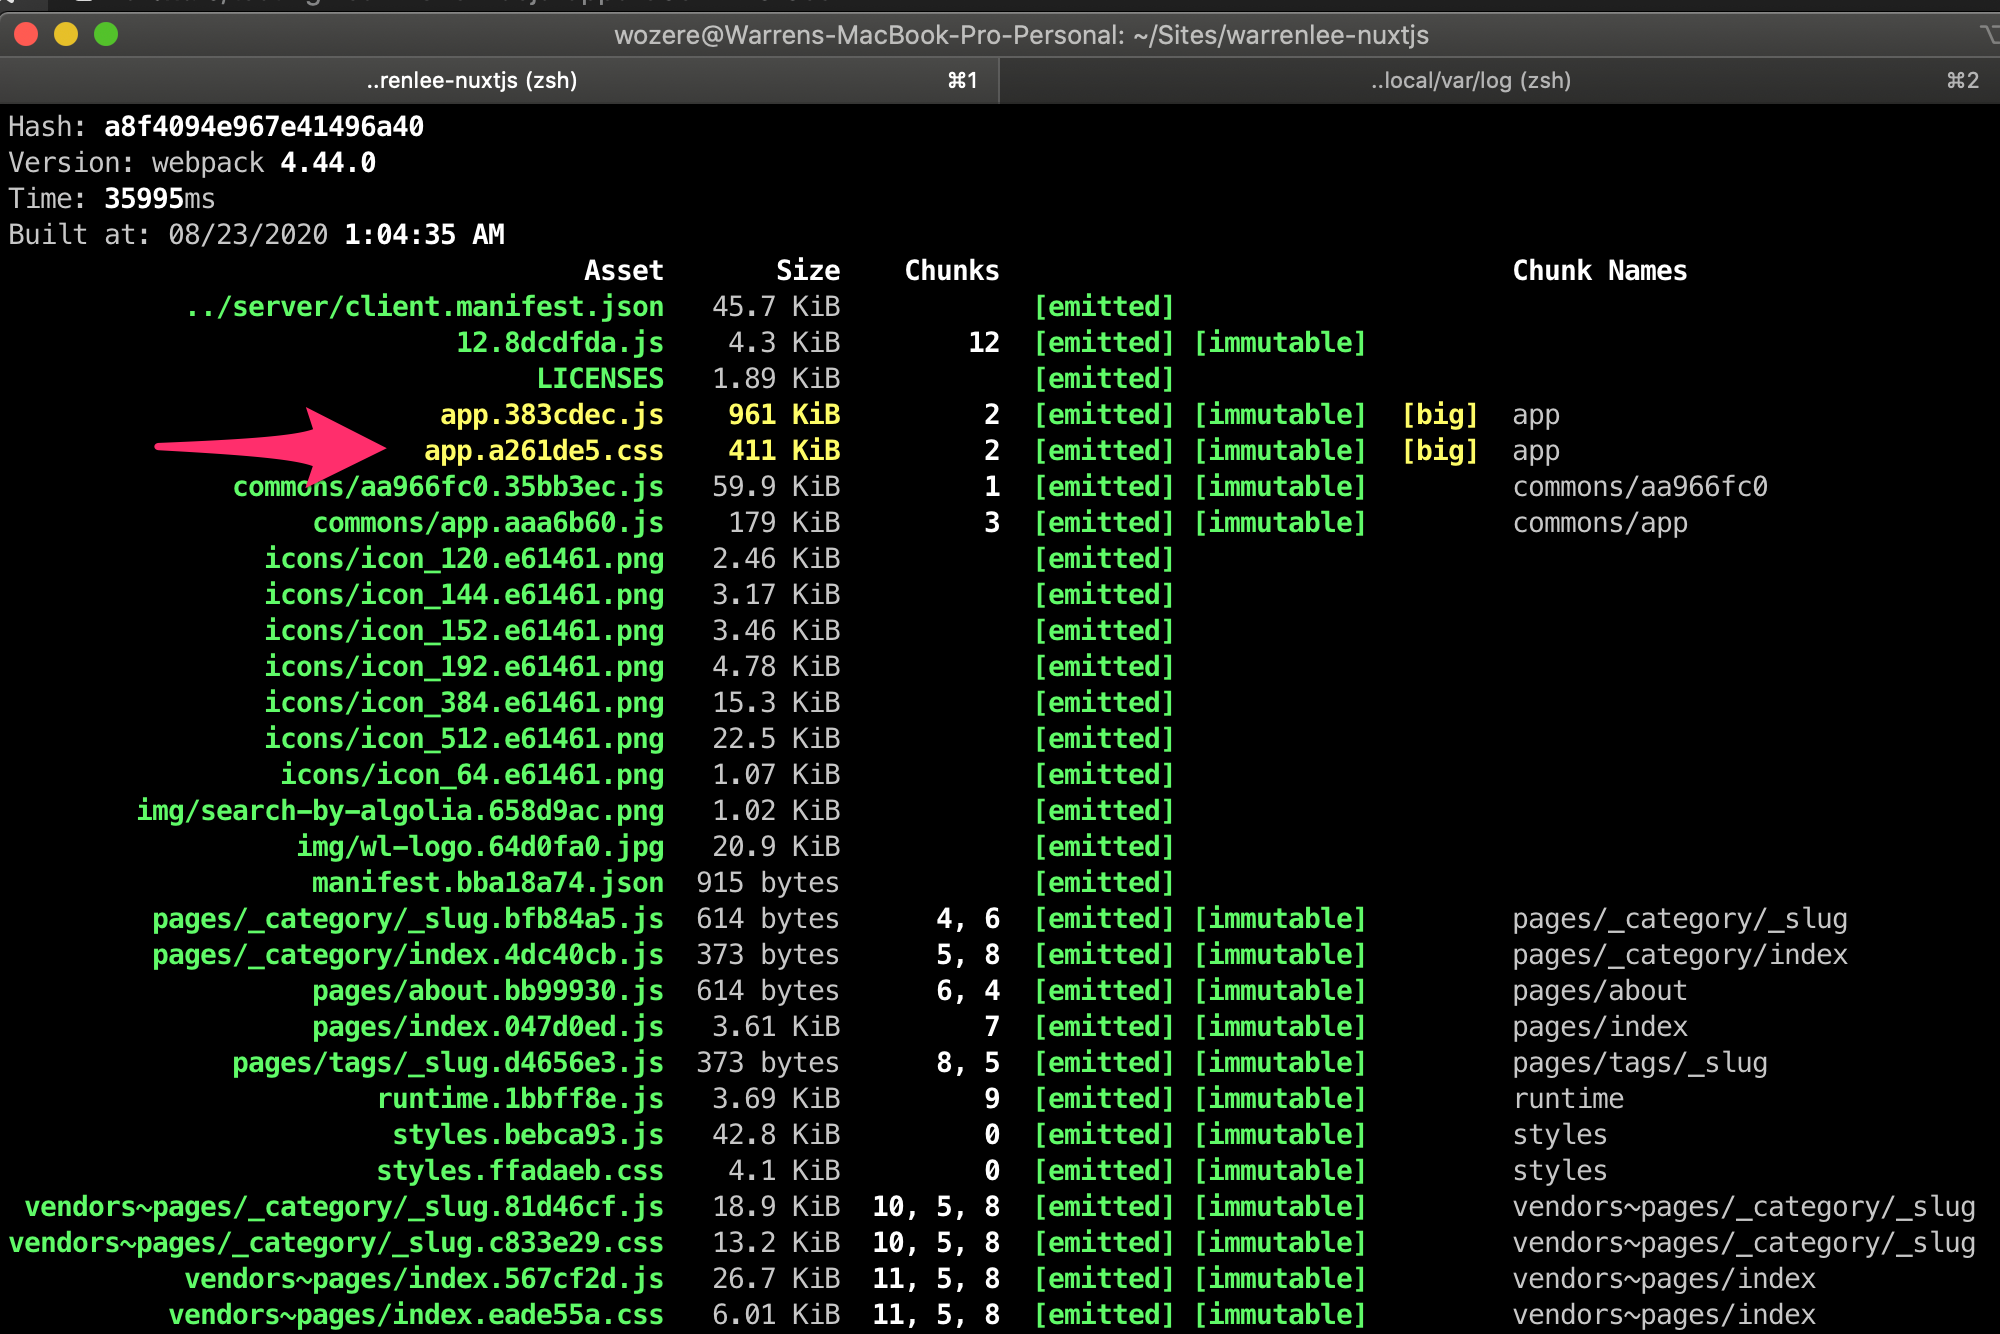 wozere@Warrens-MacBook-Pro-Personal: ~/Sites/warrenlee-nuxtjs
..renlee-nuxtjs (zsh) ⌘1 ..local/var/log (zsh) ⌘2
Hash: a8f4094e967e41496a40
Version: webpack 4.44.0
Time: 35995ms
Built at: 08/23/2020 1:04:35 AM
Asset Size Chunks Chunk Names
../server/client.manifest.json 45.7 KiB [emitted]
12.8dcdfda.js 4.3 KiB 12 [emitted] [immutable]
LICENSES 1.89 KiB [emitted]
app.383cdec.js 961 KiB 2 [emitted] [immutable] [big] app
app.a261de5.css 411 KiB 2 [emitted] [immutable] [big] app
commons/aa966fc0.35bb3ec.js 59.9 KiB 1 [emitted] [immutable] commons/aa966fc0
commons/app.aaa6b60.js 179 KiB 3 [emitted] [immutable] commons/app
icons/icon_120.e61461.png 2.46 KiB [emitted]
icons/icon_144.e61461.png 3.17 KiB [emitted]
icons/icon_152.e61461.png 3.46 KiB [emitted]
icons/icon_192.e61461.png 4.78 KiB [emitted]
icons/icon_384.e61461.png 15.3 KiB [emitted]
icons/icon_512.e61461.png 22.5 KiB [emitted]
icons/icon_64.e61461.png 1.07 KiB [emitted]
img/search-by-algolia.658d9ac.png 1.02 KiB [emitted]
img/wl-logo.64d0fa0.jpg 20.9 KiB [emitted]
manifest.bba18a74.json 915 bytes [emitted]
pages/_category/_slug.bfb84a5.js 614 bytes 4, 6 [emitted] [immutable] pages/_category/_slug
pages/_category/index.4dc40cb.js 373 bytes 5, 8 [emitted] [immutable] pages/_category/index
pages/about.bb99930.js 614 bytes 6, 4 [emitted] [immutable] pages/about
pages/index.047d0ed.js 3.61 KiB 7 [emitted] [immutable] pages/index
pages/tags/_slug.d4656e3.js 373 bytes 8, 5 [emitted] [immutable] pages/tags/_slug
runtime.1bbff8e.js 3.69 KiB 9 [emitted] [immutable] runtime
styles.bebca93.js 42.8 KiB 0 [emitted] [immutable] styles
styles.ffadaeb.css 4.1 KiB 0 [emitted] [immutable] styles
vendors~pages/_category/_slug.81d46cf.js 18.9 KiB 10, 5, 8 [emitted] [immutable] vendors~pages/_category/_slug
vendors~pages/_category/_slug.c833e29.css 13.2 KiB 10, 5, 8 [emitted] [immutable] vendors~pages/_category/_slug
vendors~pages/index.567cf2d.js 26.7 KiB 11, 5, 8 [emitted] [immutable] vendors~pages/index
vendors~pages/index.eade55a.css 6.01 KiB 11, 5, 8 [emitted] [immutable] vendors~pages/index